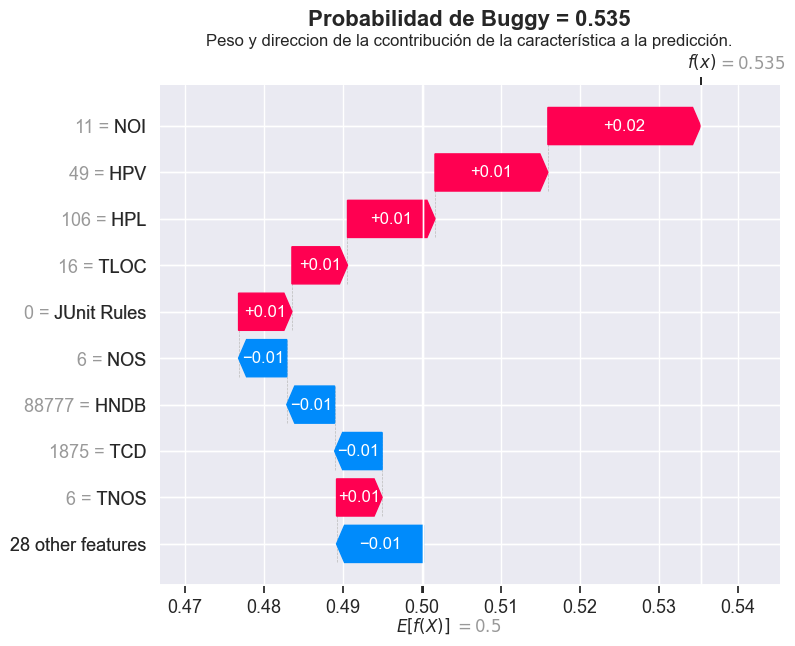 Probabilidad de Buggy = 0.535
Peso y direccion de la ccontribución de la característica a la predicción.
f(x) = 0.535
11 = NOI +0.02
49 = HPV +0.01
106 = HPL +0.01
16 = TLOC +0.01
0 = JUnit Rules +0.01
6 = NOS −0.01
88777 = HNDB −0.01
1875 = TCD −0.01
6 = TNOS +0.01
28 other features −0.01
0.47 0.48 0.49 0.50 0.51 0.52 0.53 0.54
E[f(X)] = 0.5